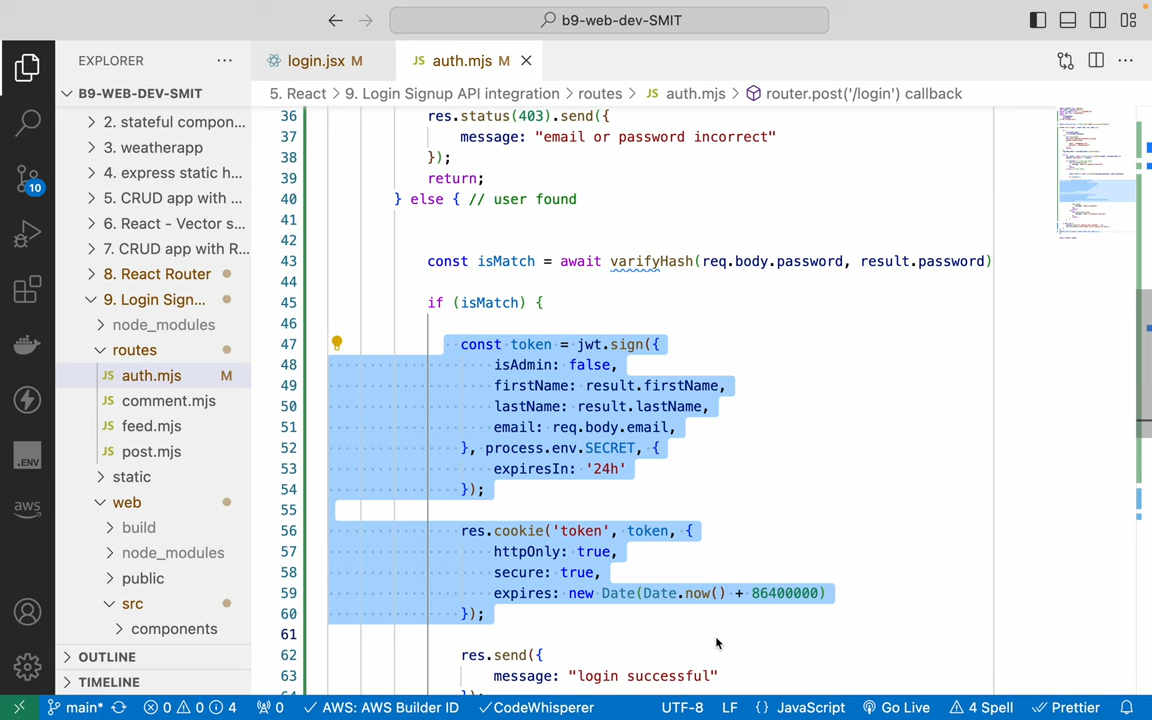 b9-web-dev-SMIT
EXPLORER
B9-WEB-DEV-SMIT
2. stateful compon...
3. weatherapp
4. express static h...
5. CRUD app with ...
6. React - Vector s...
7. CRUD app with R...
8. React Router
9. Login Sign...
node_modules
routes
JS auth.mjs M
JS comment.mjs
JS feed.mjs
JS post.mjs
static
web
build
node_modules
public
src
components
OUTLINE
TIMELINE
10
.ENV
aws
login.jsx M
JS auth.mjs M
5. React > 9. Login Signup API integration > routes > JS auth.mjs > router.post('/login') callback
36 res.status(403).send({
37 message: "email or password incorrect"
38 });
39 return;
40 } else { // user found
41
42
43 const isMatch = await varifyHash(req.body.password, result.password)
44
45 if (isMatch) {
46
47 const token = jwt.sign({
48 isAdmin: false,
49 firstName: result.firstName,
50 lastName: result.lastName,
51 email: req.body.email,
52 }, process.env.SECRET, {
53 expiresIn: '24h'
54 });
55
56 res.cookie('token', token, {
57 httpOnly: true,
58 secure: true,
59 expires: new Date(Date.now() + 86400000)
60 });
61
62 res.send({
63 message: "login successful"
main* 0 0 4 0 AWS: AWS Builder ID CodeWhisperer UTF-8 LF {} JavaScript Go Live 4 Spell Prettier